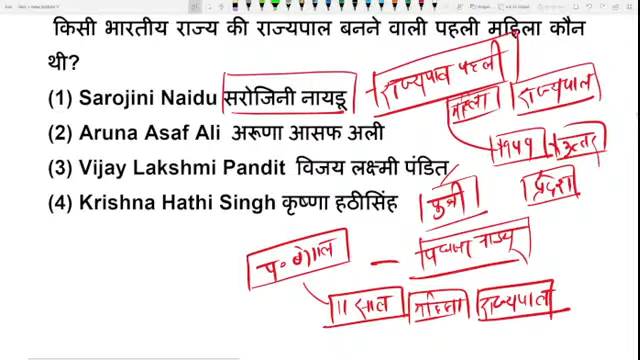 किसी भारतीय राज्य की राज्यपाल बनने वाली पहली महिला कौन
थी?
(1) Sarojini Naidu सरोजिनी नायडू
(2) Aruna Asaf Ali अरूणा आसफ अली
(3) Vijay Lakshmi Pandit विजय लक्ष्मी पंडित
(4) Krishna Hathi Singh कृष्णा हठीसिंह
राज्यपाल पहली
महिला राज्यपाल
उत्तर
प्रदेश
पुत्री
प० बंगाल –
11 साल महिला राज्यपाल